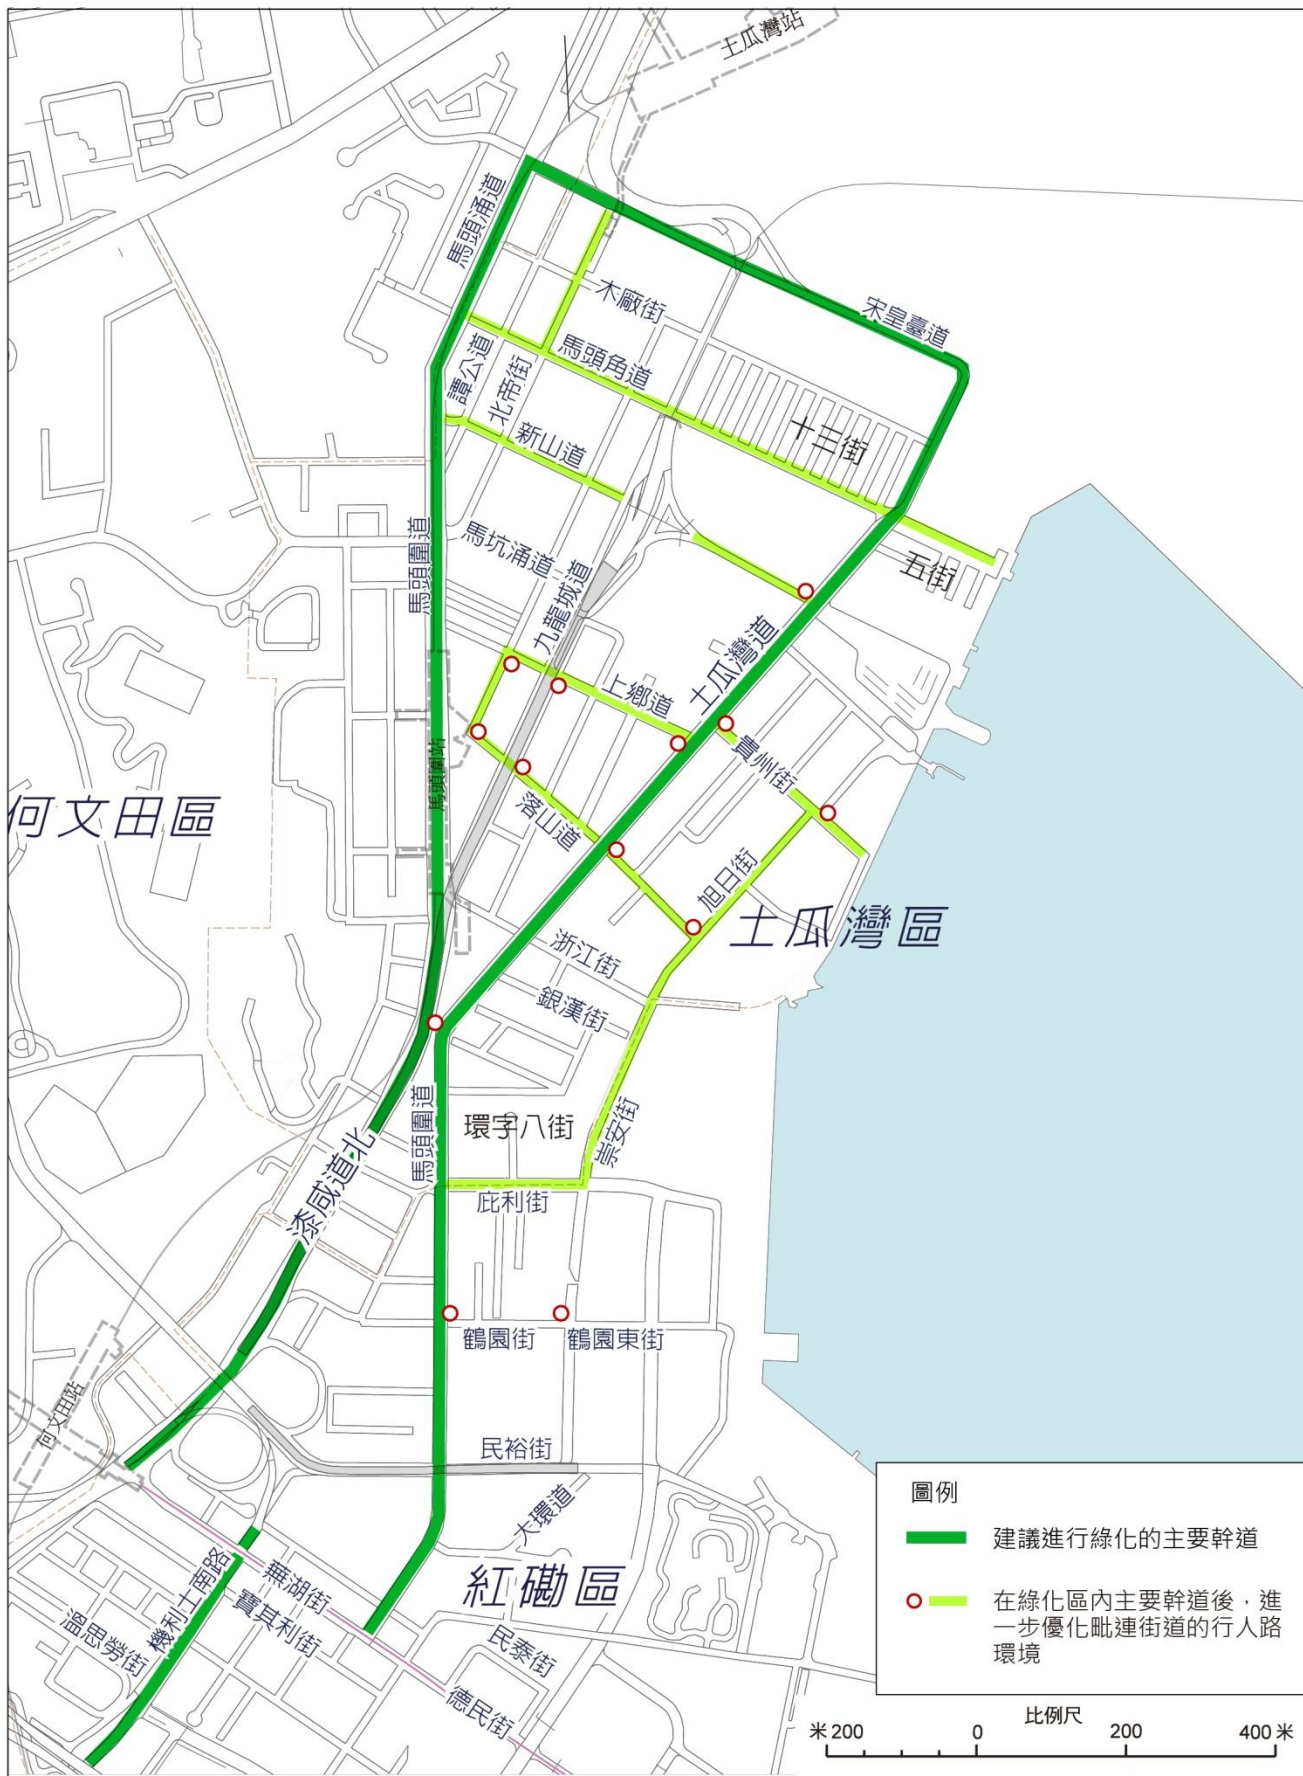 土瓜灣站
馬頭涌道
木廠街
宋皇臺道
譚公道
北帝街
馬頭角道
新山道
十三街
馬頭圍道
馬坑涌道
九龍城道
五街
上鄉道
土瓜灣道
貴州街
馬頭圍站
何文田區
落山道
旭日街
土瓜灣區
浙江街
銀漢街
馬頭圍道
環字八街
崇安街
漆咸道北
庇利街
鶴園街
鶴園東街
何文田站
民裕街
大環道
紅磡區
機利士南路
蕪湖街
寶其利街
溫思勞街
民泰街
德民街
圖例
建議進行綠化的主要幹道
在綠化區內主要幹道後，進
一步優化毗連街道的行人路
環境
比例尺
米 200 0 200 400 米